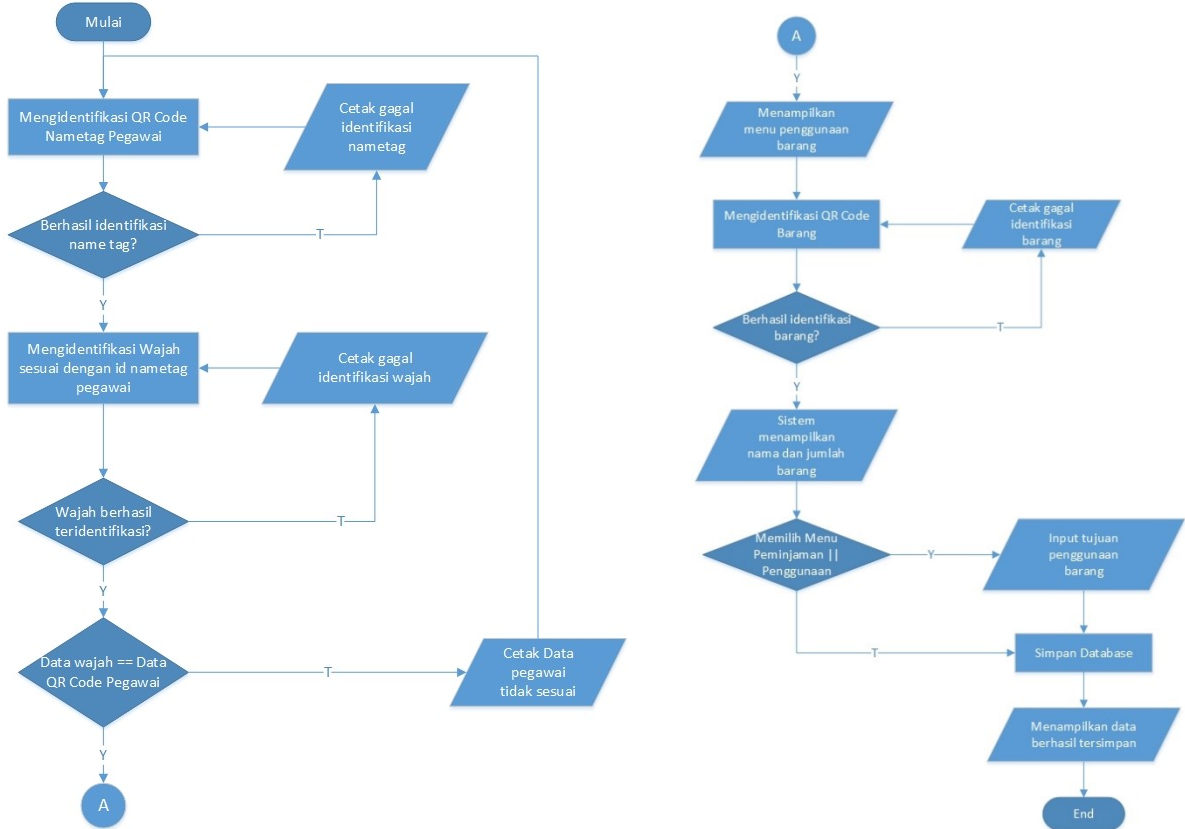 Mulai
Mengidentifikasi QR Code
Nametag Pegawai
Cetak gagal
identifikasi
nametag
Berhasil identifikasi
name tag?
T
Y
Mengidentifikasi Wajah
sesuai dengan id nametag
pegawai
Cetak gagal
identifikasi wajah
Wajah berhasil
teridentifikasi?
T
Y
Data wajah == Data
QR Code Pegawai
T
Cetak Data
pegawai
tidak sesuai
Y
A
A
Y
Menampilkan
menu penggunaan
barang
Mengidentifikasi QR Code
Barang
Cetak gagal
identifikasi
barang
Berhasil identifikasi
barang?
T
Y
Sistem
menampilkan
nama dan jumlah
barang
Memilih Menu
Peminjaman ||
Penggunaan
Y
Input tujuan
penggunaan
barang
T
Simpan Database
Menampilkan data
berhasil tersimpan
End